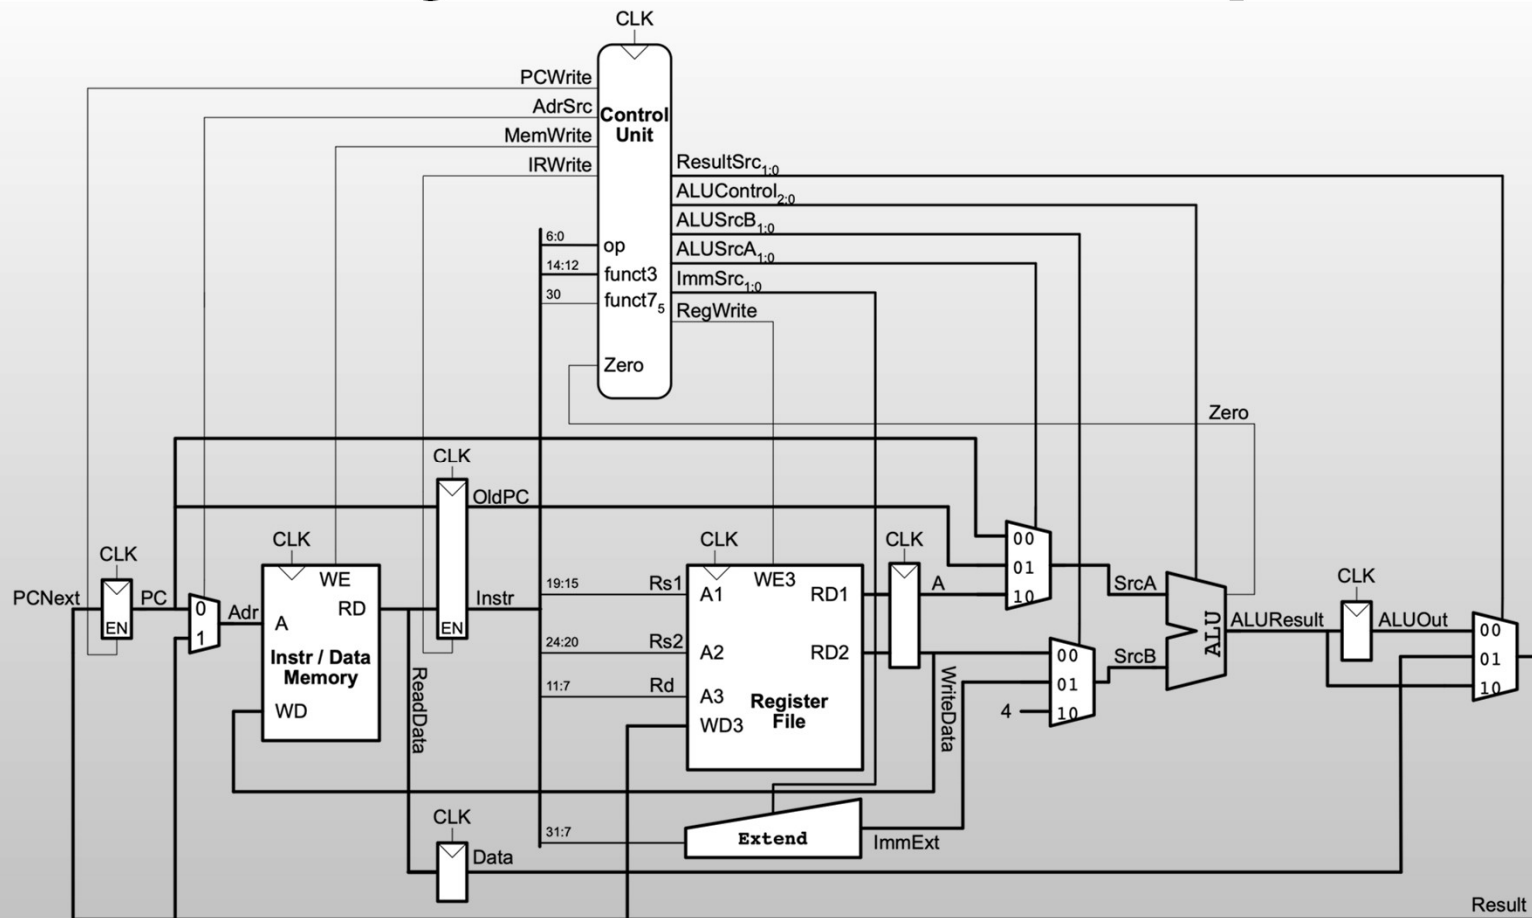 CLK
PCWrite
AdrSrc
MemWrite
IRWrite
Control
Unit
ResultSrc1:0
ALUControl2:0
ALUSrcB1:0
ALUSrcA1:0
ImmSrc1:0
RegWrite
6:0
op
14:12
funct3
30
funct75
Zero
Zero
CLK
OldPC
CLK
CLK
CLK
CLK
CLK
PCNext
EN
PC
0
1
Adr
WE
RD
A
Instr / Data
Memory
WD
EN
Instr
ReadData
19:15
Rs1
24:20
Rs2
11:7
Rd
A1
A2
A3
WD3
WE3
RD1
RD2
Register
File
A
WriteData
00
01
10
00
01
10
4
SrcA
SrcB
ALU
ALUResult
ALUOut
00
01
10
CLK
Data
31:7
Extend
ImmExt
Result